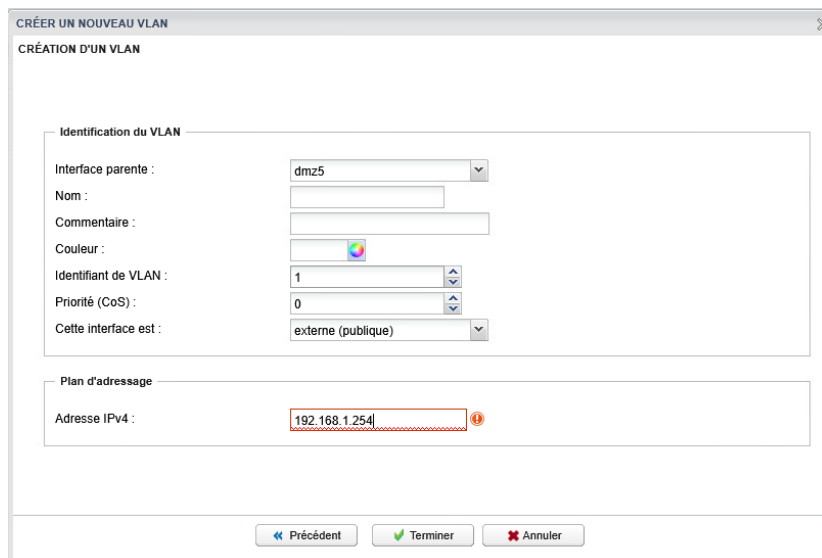 CRÉER UN NOUVEAU VLAN
CRÉATION D'UN VLAN
Identification du VLAN
Interface parente : dmz5
Nom :
Commentaire :
Couleur :
Identifiant de VLAN : 1
Priorité (CoS) : 0
Cette interface est : externe (publique)
Plan d'adressage
Adresse IPv4 : 192.168.1.254
Précédent Terminer Annuler